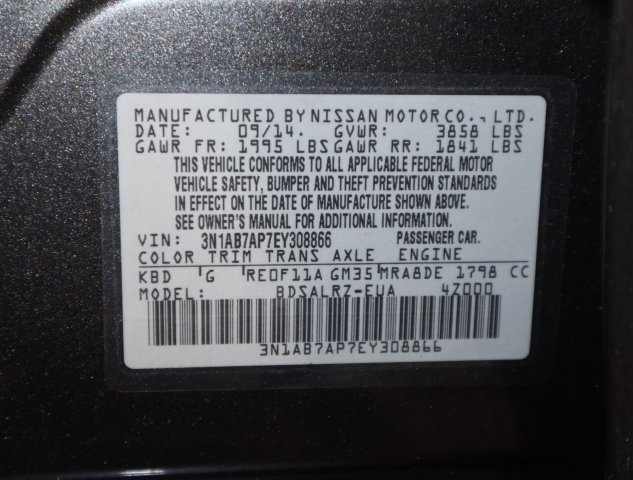 MANUFACTURED BY NISSAN MOTOR CO., LTD.
DATE: 09/14. GVWR: 3858 LBS
GAWR FR: 1995 LBS GAWR RR: 1841 LBS
THIS VEHICLE CONFORMS TO ALL APPLICABLE FEDERAL MOTOR
VEHICLE SAFETY, BUMPER AND THEFT PREVENTION STANDARDS
IN EFFECT ON THE DATE OF MANUFACTURE SHOWN ABOVE.
SEE OWNER'S MANUAL FOR ADDITIONAL INFORMATION.
VIN: 3N1AB7AP7EY308866 PASSENGER CAR.
COLOR TRIM TRANS AXLE ENGINE
KBD 'G RE0F11A GM35 MRA8DE 1798 CC
MODEL: BDSALRZ-EUA 4Z000
3N1AB7AP7EY308866